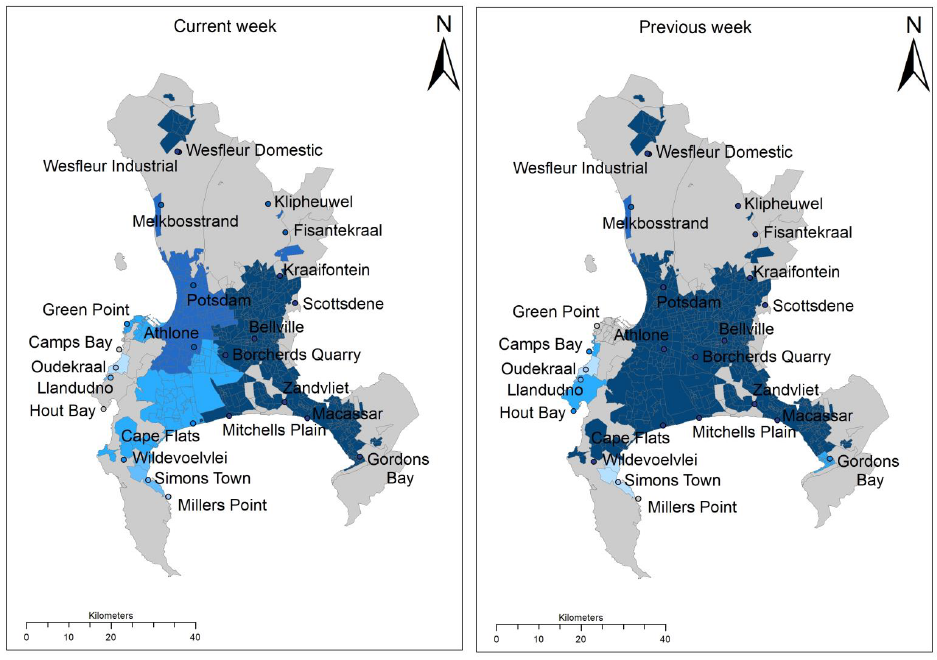 Current week
N
Wesfleur Domestic
Wesfleur Industrial
Klipheuwel
Melkbosstrand
Fisantekraal
Kraaifontein
Potsdam
Scottsdene
Green Point
Bellville
Athlone
Camps Bay
Borcherds Quarry
Oudekraal
Llandudno
Zandvliet
Hout Bay
Macassar
Mitchells Plain
Cape Flats
Wildevoelvlei
Gordons
Bay
Simons Town
Millers Point
Kilometers
0 10 20 40
Previous week
N
Wesfleur Domestic
Wesfleur Industrial
Klipheuwel
Melkbosstrand
Fisantekraal
Kraaifontein
Potsdam
Scottsdene
Green Point
Bellville
Athlone
Camps Bay
Borcherds Quarry
Oudekraal
Llandudno
Zandvliet
Hout Bay
Macassar
Mitchells Plain
Cape Flats
Wildevoelvlei
Gordons
Bay
Simons Town
Millers Point
Kilometers
0 10 20 40